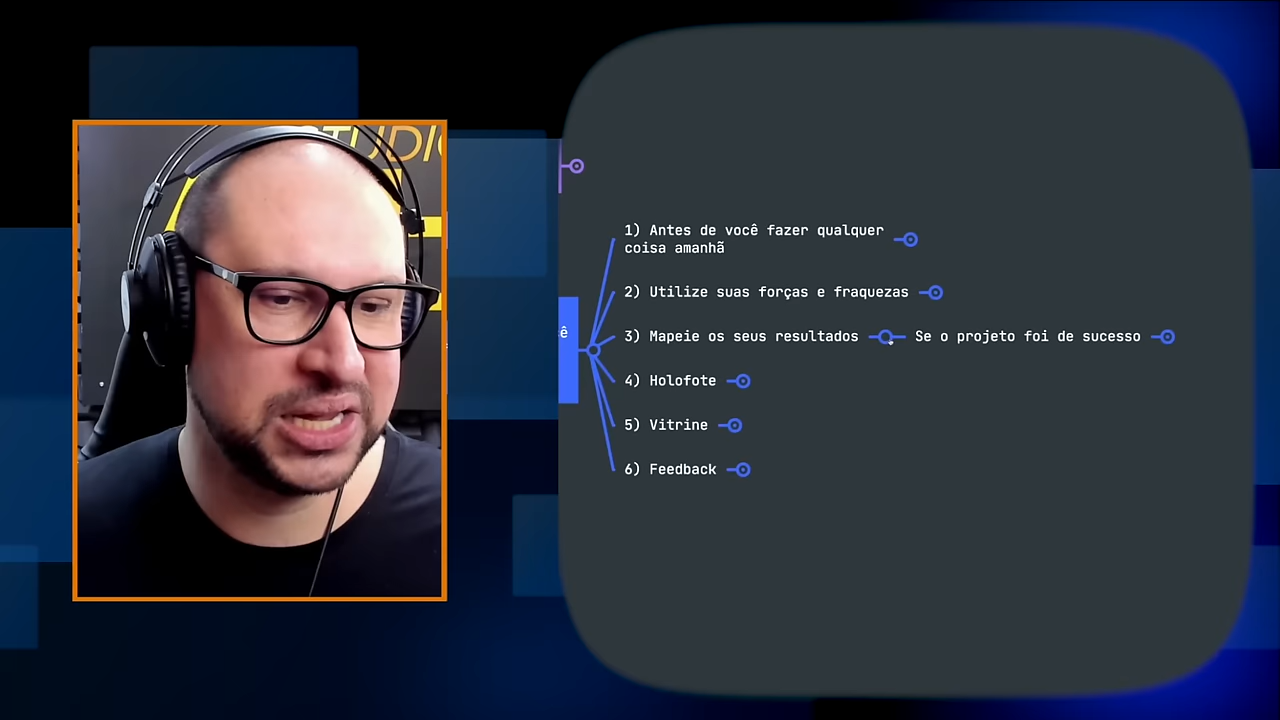 TUDIO
ê
1) Antes de você fazer qualquer
coisa amanhã
2) Utilize suas forças e fraquezas
3) Mapeie os seus resultados
Se o projeto foi de sucesso
4) Holofote
5) Vitrine
6) Feedback